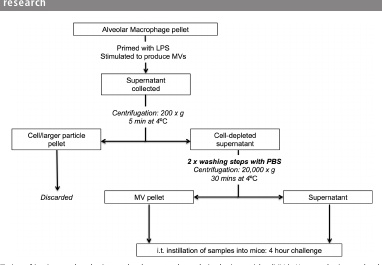 research
Alveolar Macrophage pellet
Primed with LPS
Stimulated to produce MVs
Supernatant
collected
Centrifugation: 200 x g
5 min at 4ºC
Cell/larger particle
pellet
Cell-depleted
supernatant
2 x washing steps with PBS
Centrifugation: 20,000 x g
30 mins at 4ºC
Discarded
MV pellet
Supernatant
i.t. instillation of samples into mice: 4 hour challenge